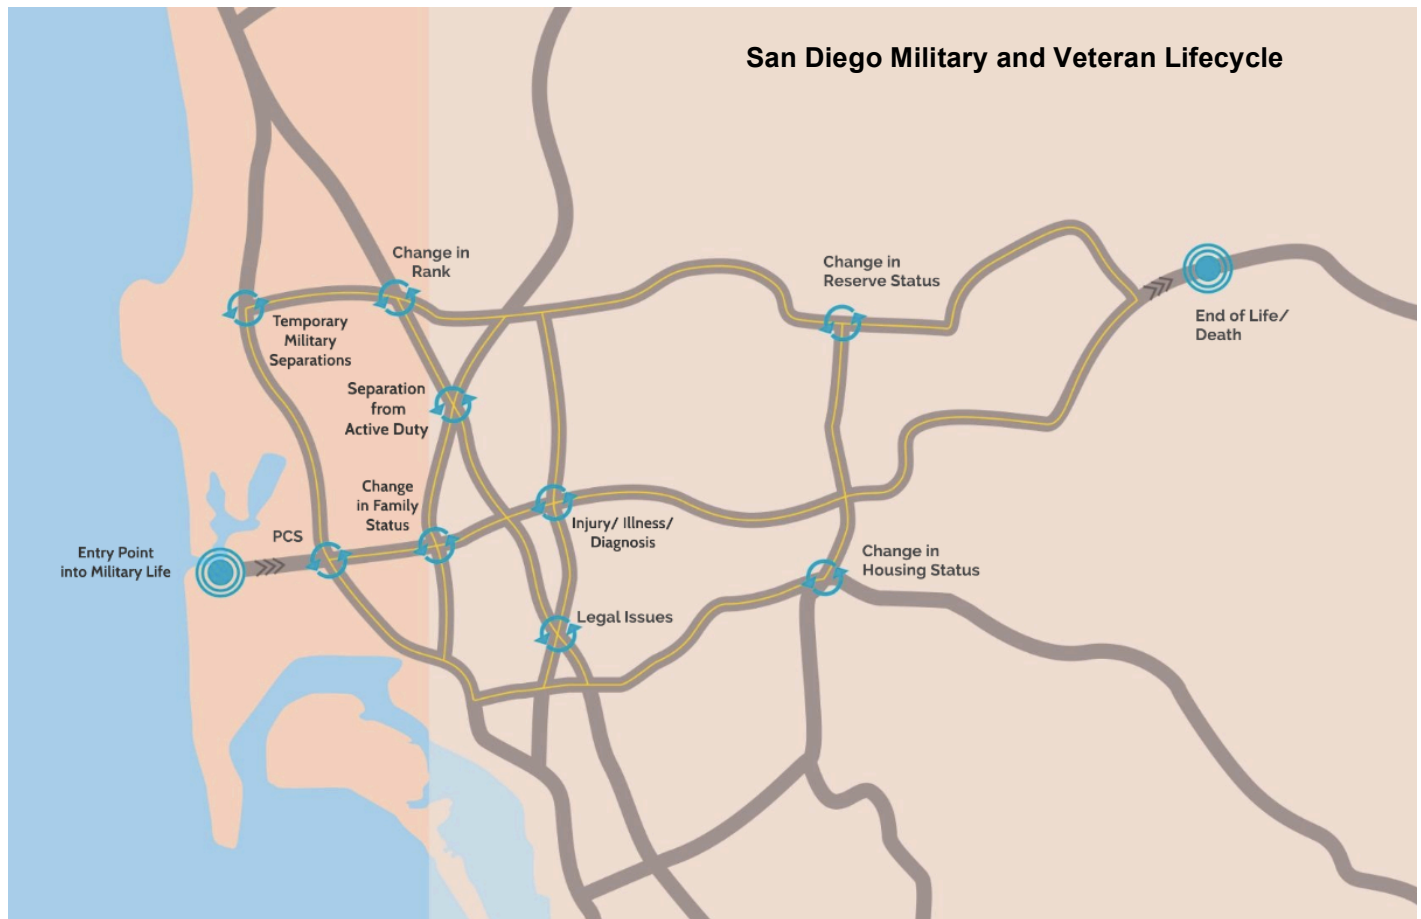 San Diego Military and Veteran Lifecycle
Change in
Rank
Change in
Reserve Status
Temporary
Military
Separations
End of Life/
Death
Separation
from
Active Duty
Change
in Family
Status
PCS
Injury/ Illness/
Diagnosis
Entry Point
into Military Life
Change in
Housing Status
Legal Issues